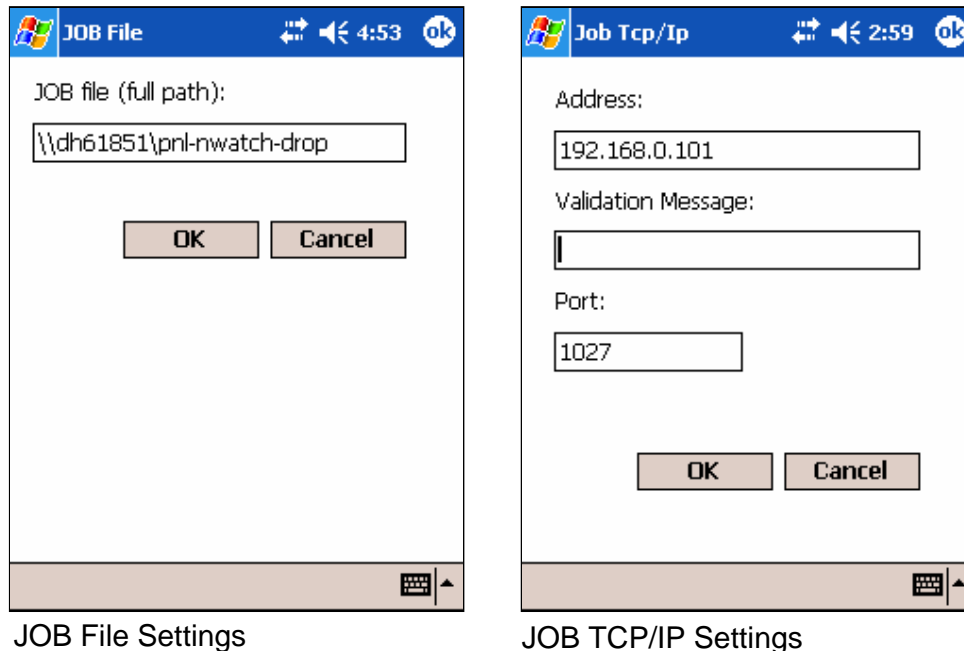 JOB File 4:53 ok
JOB file (full path):
\\dh61851\pnl-nwatch-drop
OK Cancel
JOB File Settings
Job Tcp/Ip 2:59 ok
Address:
192.168.0.101
Validation Message:
Port:
1027
OK Cancel
JOB TCP/IP Settings